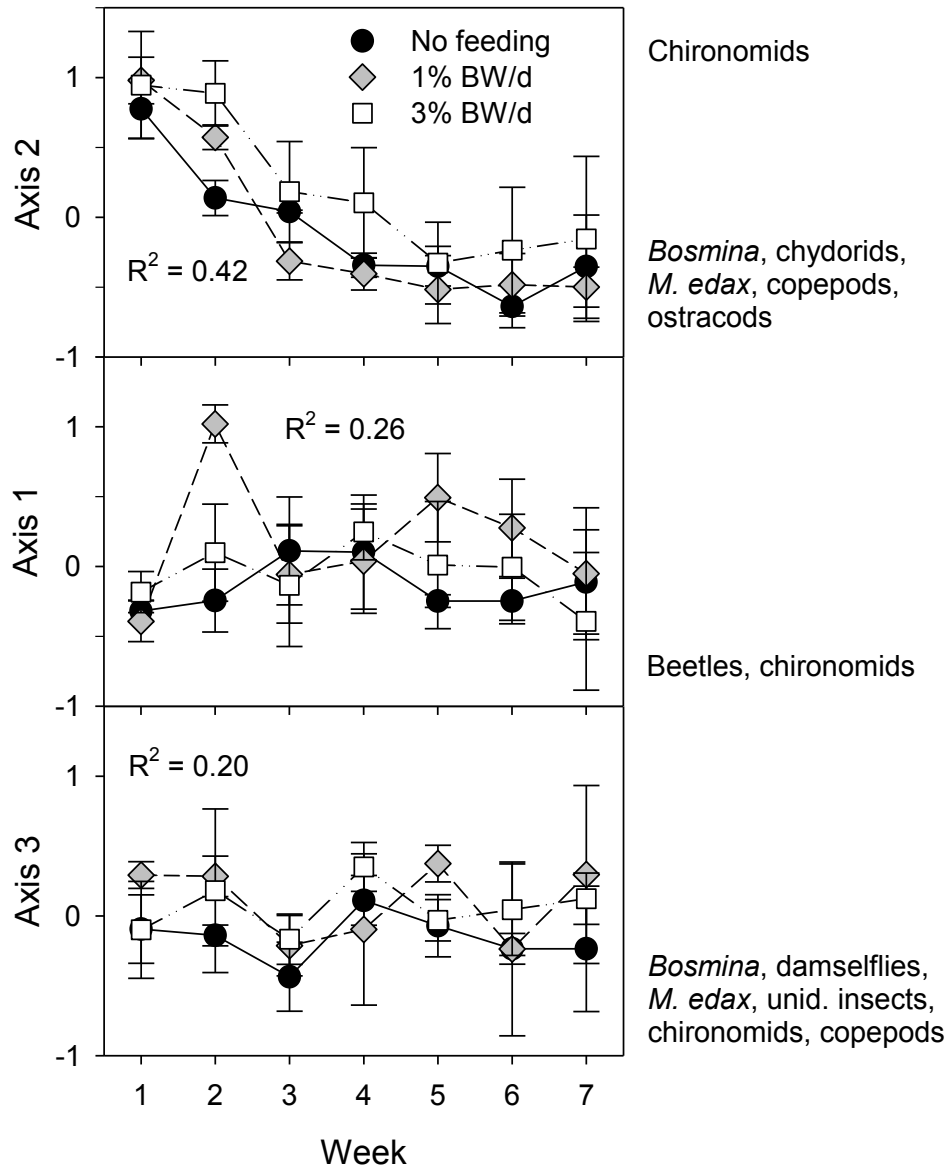 No feeding
1% BW/d
3% BW/d
Chironomids
1
0
-1
Axis 2
R² = 0.42
Bosmina, chydorids,
M. edax, copepods,
ostracods
1
0
-1
Axis 1
R² = 0.26
Beetles, chironomids
1
0
-1
Axis 3
R² = 0.20
Bosmina, damselflies,
M. edax, unid. insects,
chironomids, copepods
1 2 3 4 5 6 7
Week